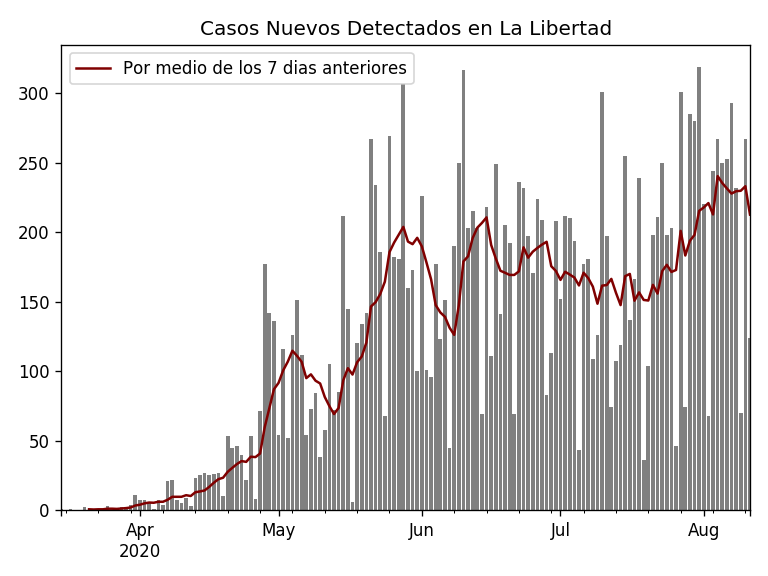 Casos Nuevos Detectados en La Libertad
Por medio de los 7 dias anteriores
300
250
200
150
100
50
0
Apr
2020
May
Jun
Jul
Aug